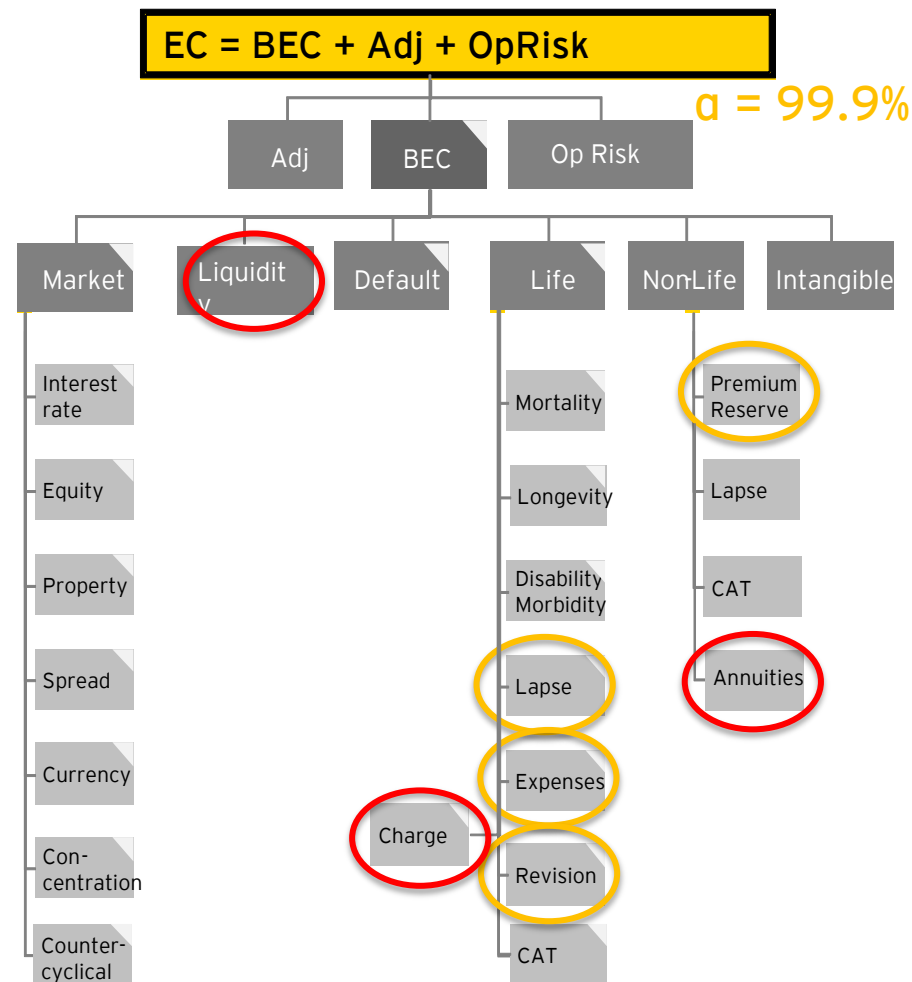 EC = BEC + Adj + OpRisk
α = 99.9%
Adj
BEC
Op Risk
Market
Liquidit
y
Default
Life
Non-Life
Intangible
Interest
rate
Equity
Property
Spread
Currency
Con-
centration
Counter-
cyclical
Mortality
Longevity
Disability
Morbidity
Lapse
Expenses
Charge
Revision
CAT
Premium
Reserve
Lapse
CAT
Annuities